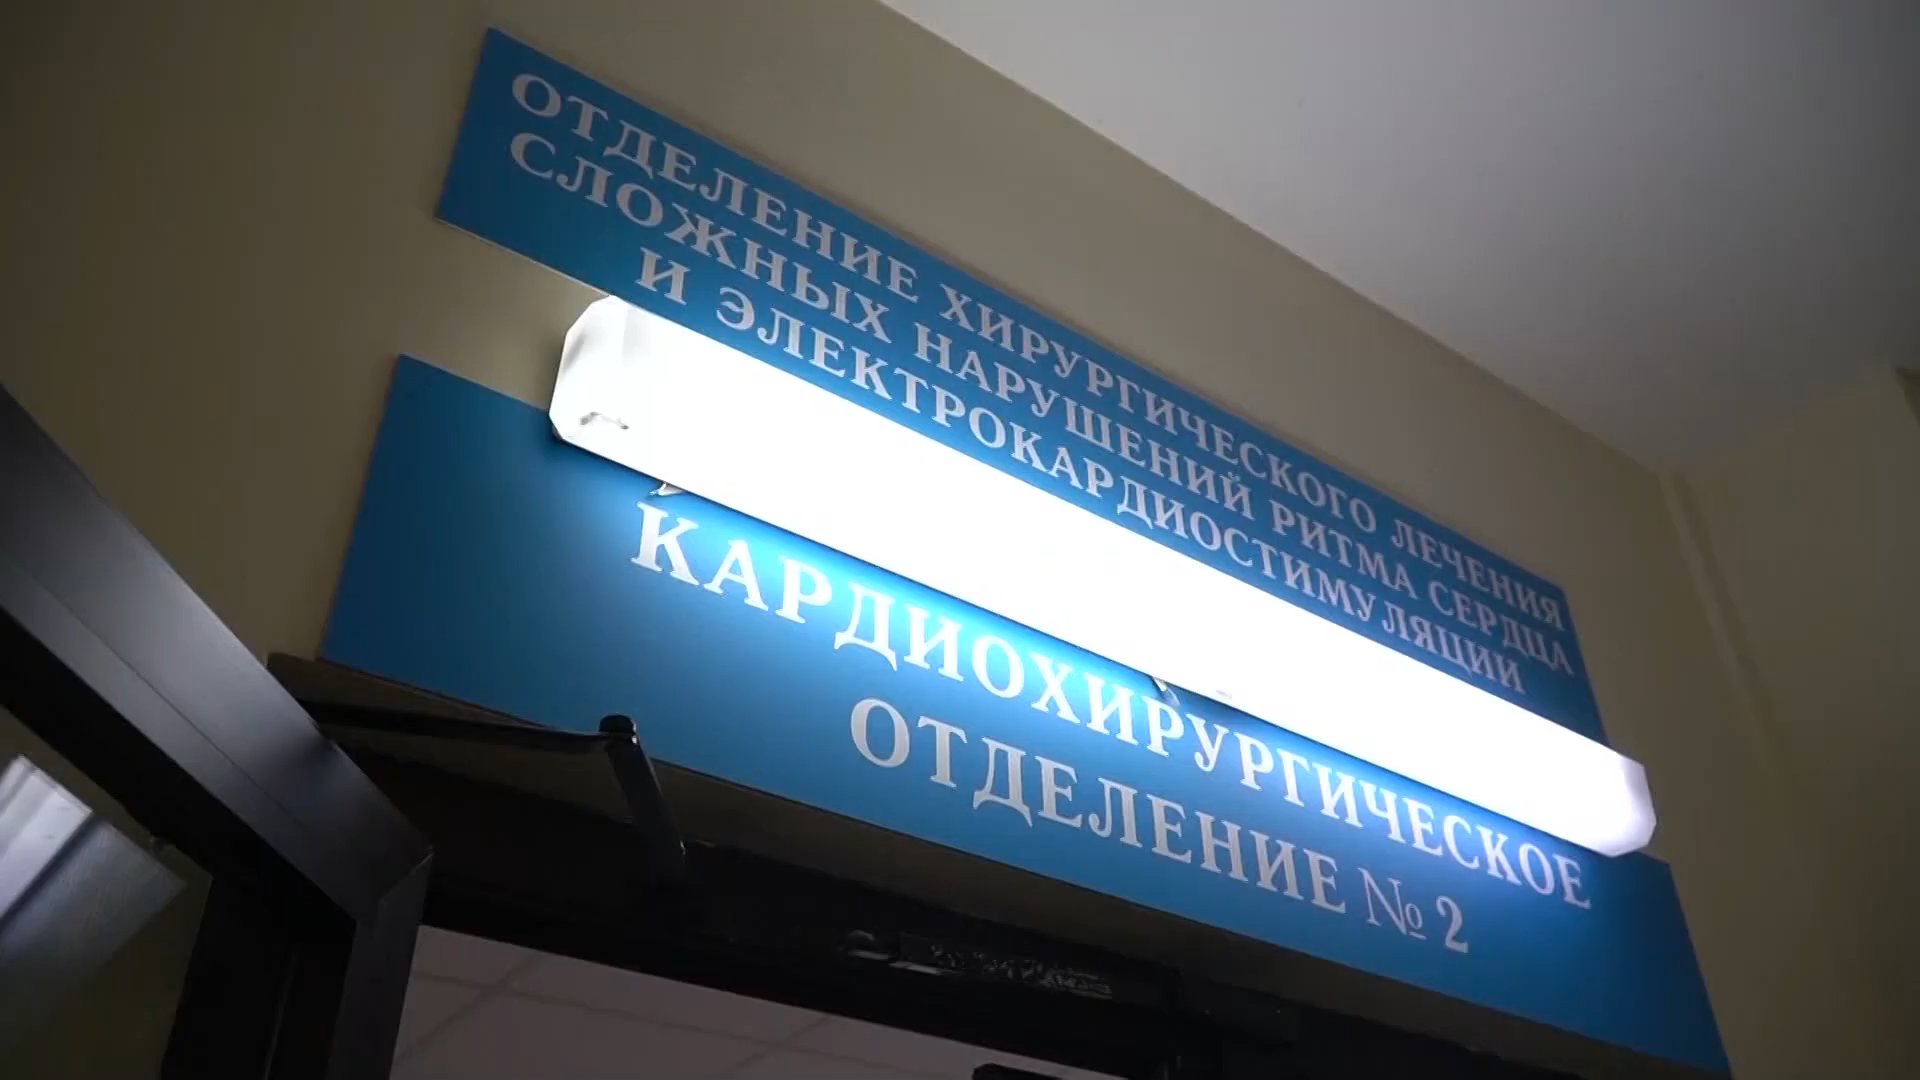 ОТДЕЛЕНИЕ ХИРУРГИЧЕСКОГО ЛЕЧЕНИЯ
СЛОЖНЫХ НАРУШЕНИЙ РИТМА СЕРДЦА
И ЭЛЕКТРОКАРДИОСТИМУЛЯЦИИ
КАРДИОХИРУРГИЧЕСКОЕ
ОТДЕЛЕНИЕ № 2